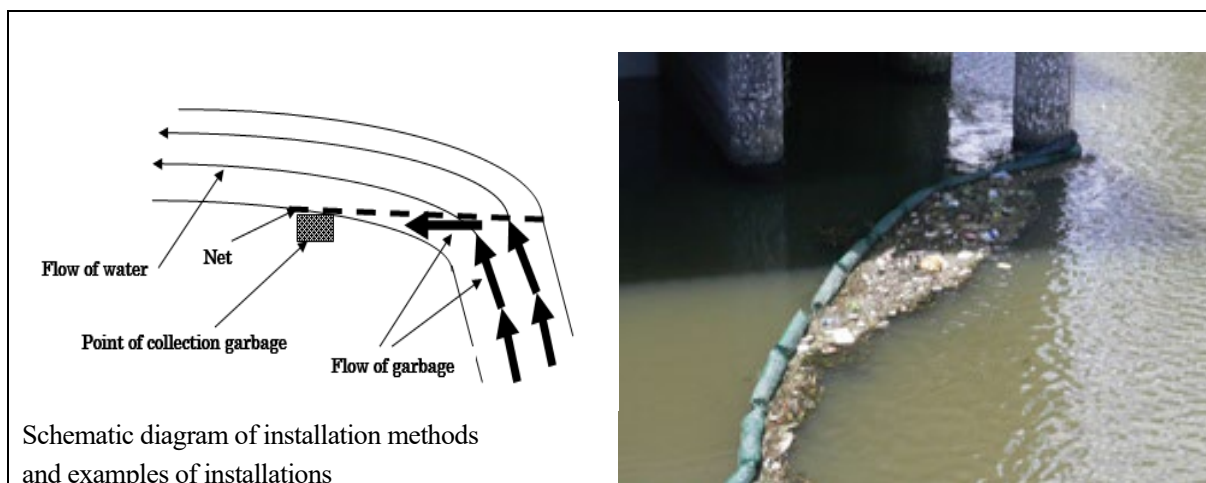 Flow of water
Net
Point of collection garbage
Flow of garbage
Schematic diagram of installation methods
and examples of installations